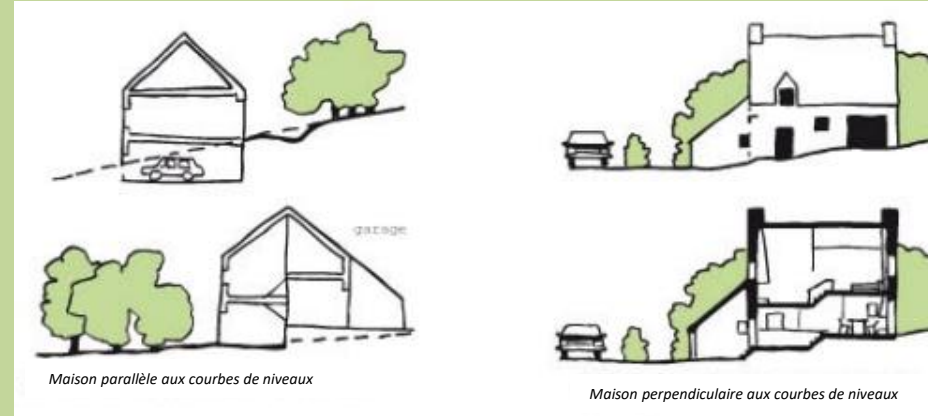 garage
Maison parallèle aux courbes de niveaux
Maison perpendiculaire aux courbes de niveaux